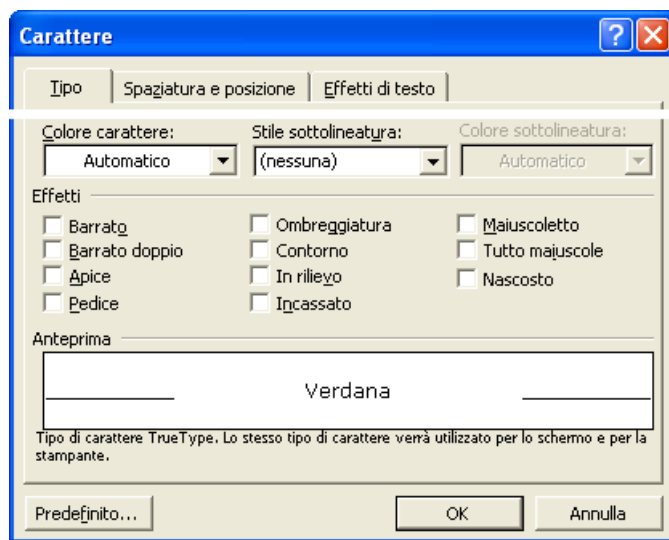 Carattere
Tipo Spaziatura e posizione Effetti di testo
Colore carattere: Stile sottolineatura: Colore sottolineatura:
Automatico (nessuna) Automatico
Effetti
Barrato Ombreggiatura Maiuscoletto
Barrato doppio Contorno Tutto maiuscole
Apice In rilievo Nascosto
Pedice Incassato
Anteprima
Verdana
Tipo di carattere TrueType. Lo stesso tipo di carattere verrà utilizzato per lo schermo e per la
stampante.
Predefinito... OK Annulla